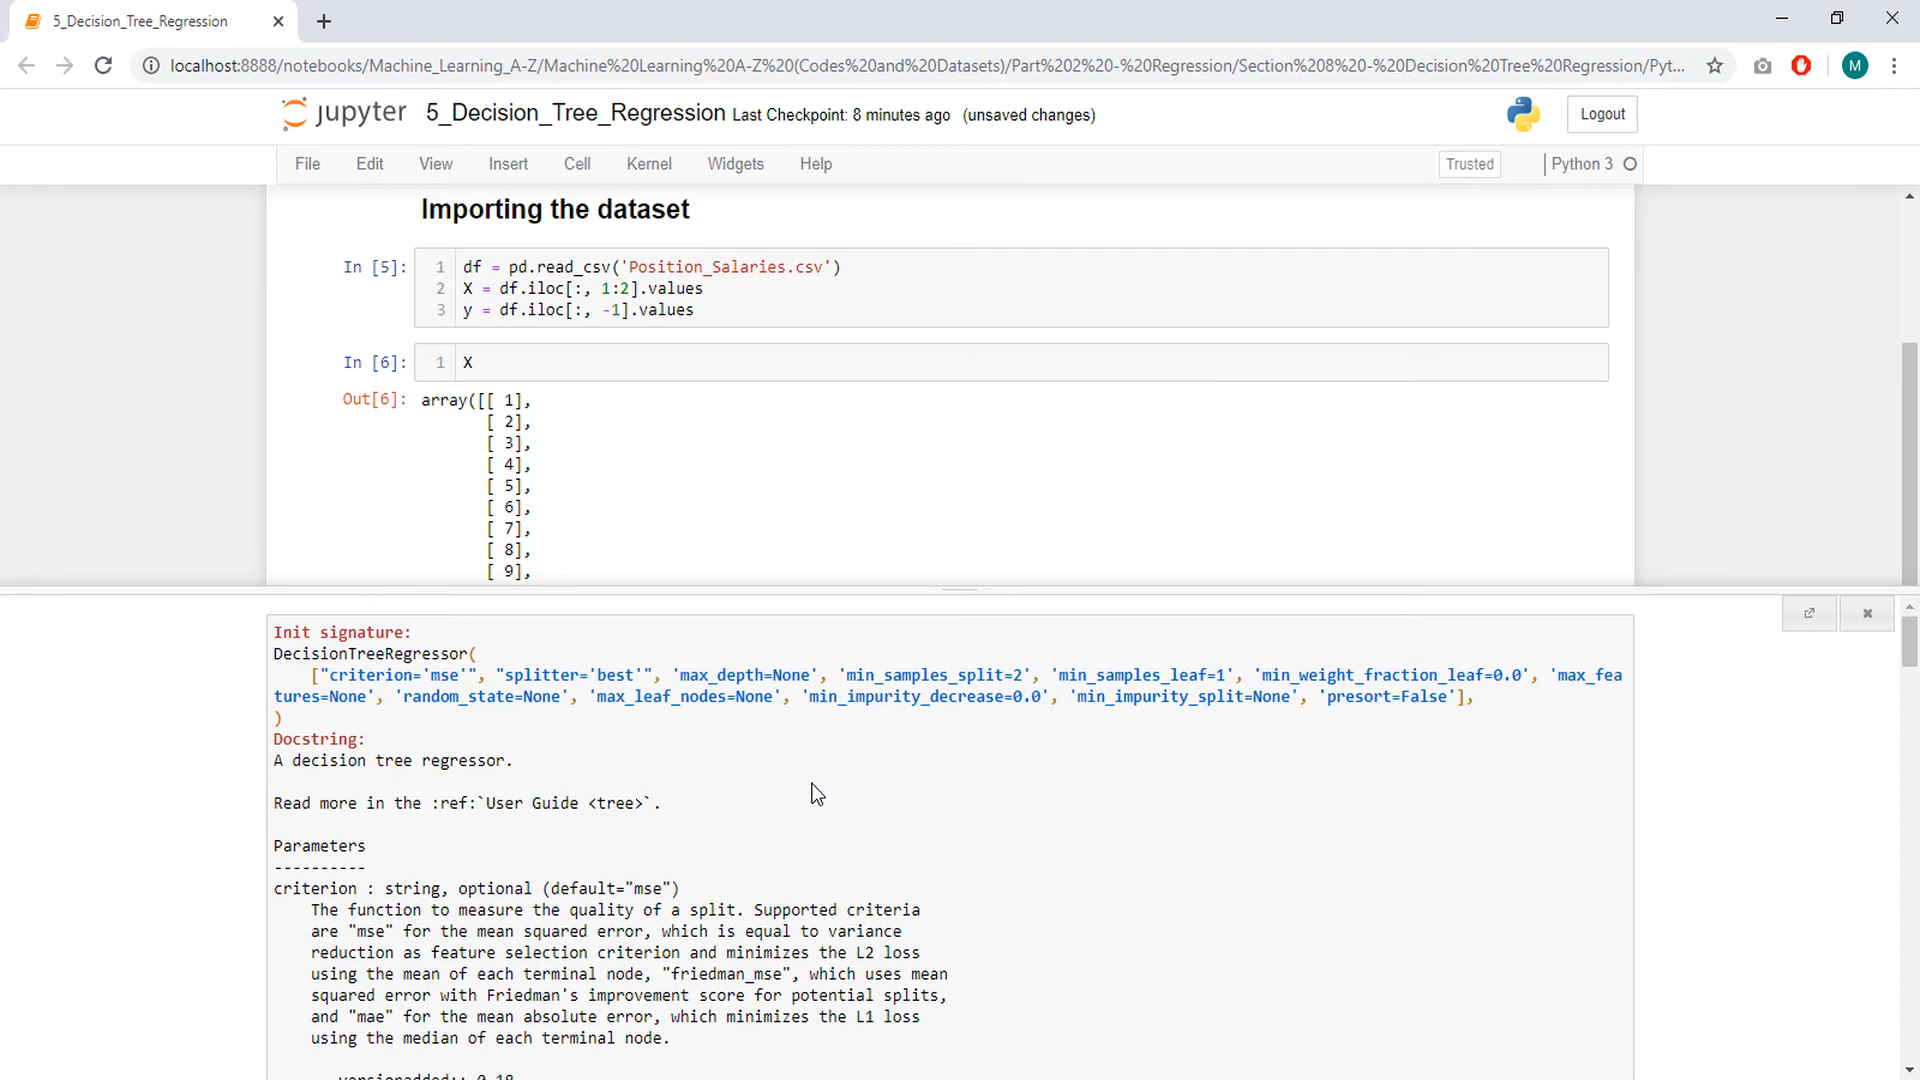 5_Decision_Tree_Regression
localhost:8888/notebooks/Machine_Learning_A-Z/Machine%20Learning%20A-Z%20(Codes%20and%20Datasets)/Part%202%20-%20Regression/Section%208%20-%20Decision%20Tree%20Regression/Pyt...
M
jupyter 5_Decision_Tree_Regression Last Checkpoint: 8 minutes ago (unsaved changes)
Logout
File Edit View Insert Cell Kernel Widgets Help Trusted Python 3
Importing the dataset
In [5]: 1 df = pd.read_csv('Position_Salaries.csv')
2 X = df.iloc[:, 1:2].values
3 y = df.iloc[:, -1].values
In [6]: 1 X
Out[6]: array([[ 1],
[ 2],
[ 3],
[ 4],
[ 5],
[ 6],
[ 7],
[ 8],
[ 9],
Init signature:
DecisionTreeRegressor(
["criterion='mse'", "splitter='best'", 'max_depth=None', 'min_samples_split=2', 'min_samples_leaf=1', 'min_weight_fraction_leaf=0.0', 'max_fea
tures=None', 'random_state=None', 'max_leaf_nodes=None', 'min_impurity_decrease=0.0', 'min_impurity_split=None', 'presort=False'],
)
Docstring:
A decision tree regressor.
Read more in the :ref:`User Guide <tree>`.
Parameters
----------
criterion : string, optional (default="mse")
The function to measure the quality of a split. Supported criteria
are "mse" for the mean squared error, which is equal to variance
reduction as feature selection criterion and minimizes the L2 loss
using the mean of each terminal node, "friedman_mse", which uses mean
squared error with Friedman's improvement score for potential splits,
and "mae" for the mean absolute error, which minimizes the L1 loss
using the median of each terminal node.
versionadded:: 0.18